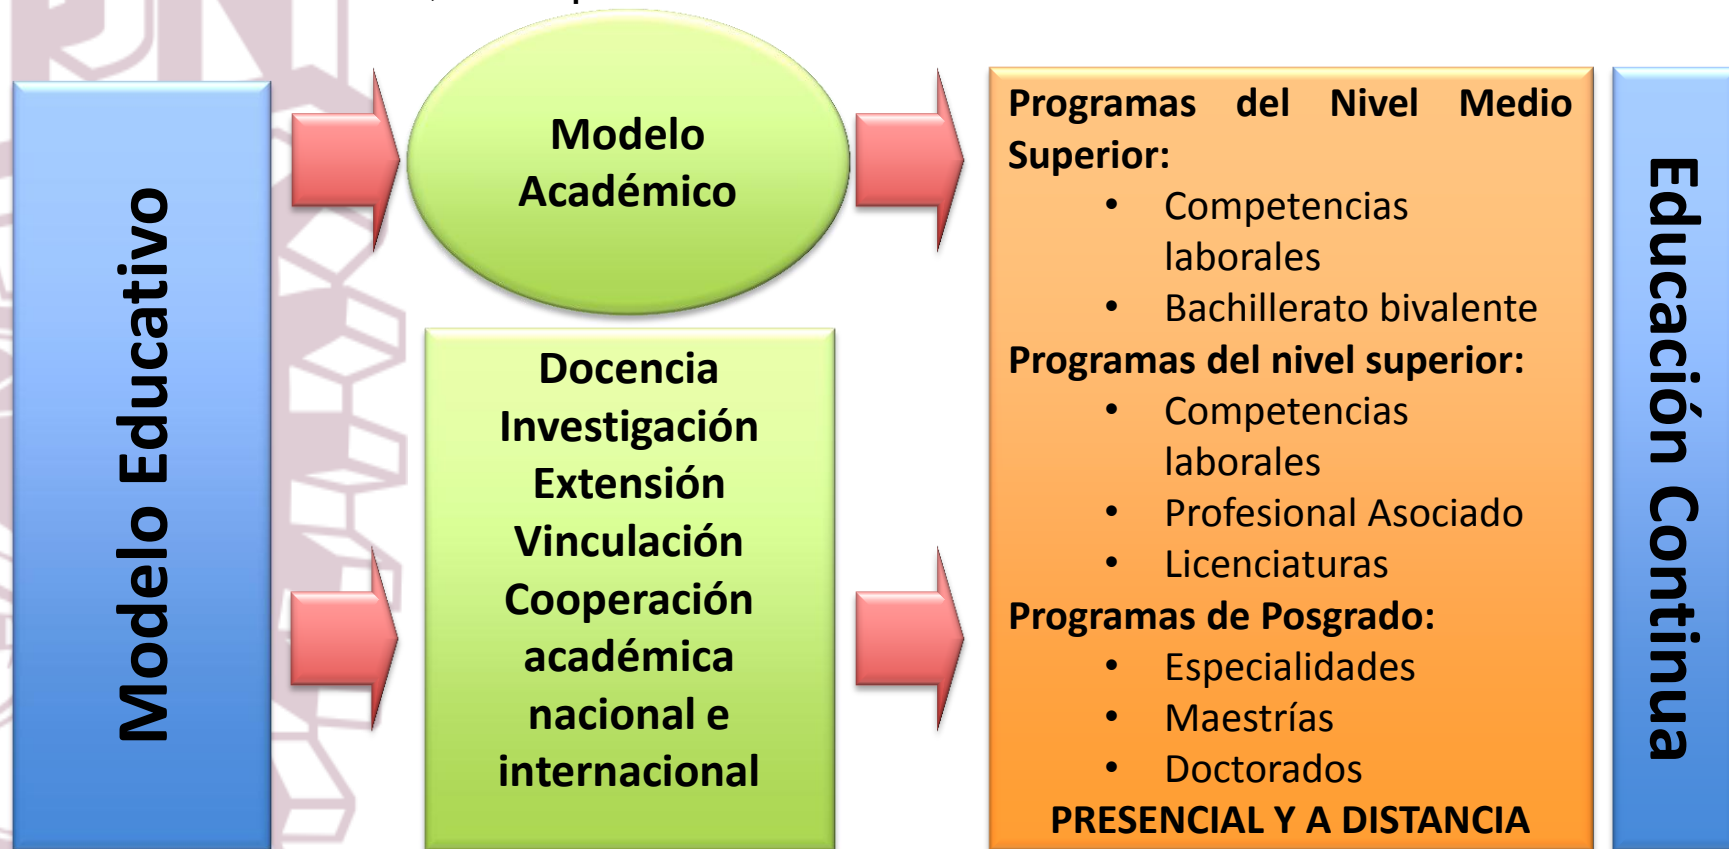 Modelo Educativo
Modelo
Académico
Docencia
Investigación
Extensión
Vinculación
Cooperación
académica
nacional e
internacional
Programas del Nivel Medio
Superior:
• Competencias
laborales
• Bachillerato bivalente
Programas del nivel superior:
• Competencias
laborales
• Profesional Asociado
• Licenciaturas
Programas de Posgrado:
• Especialidades
• Maestrías
• Doctorados
PRESENCIAL Y A DISTANCIA
Educación Continua